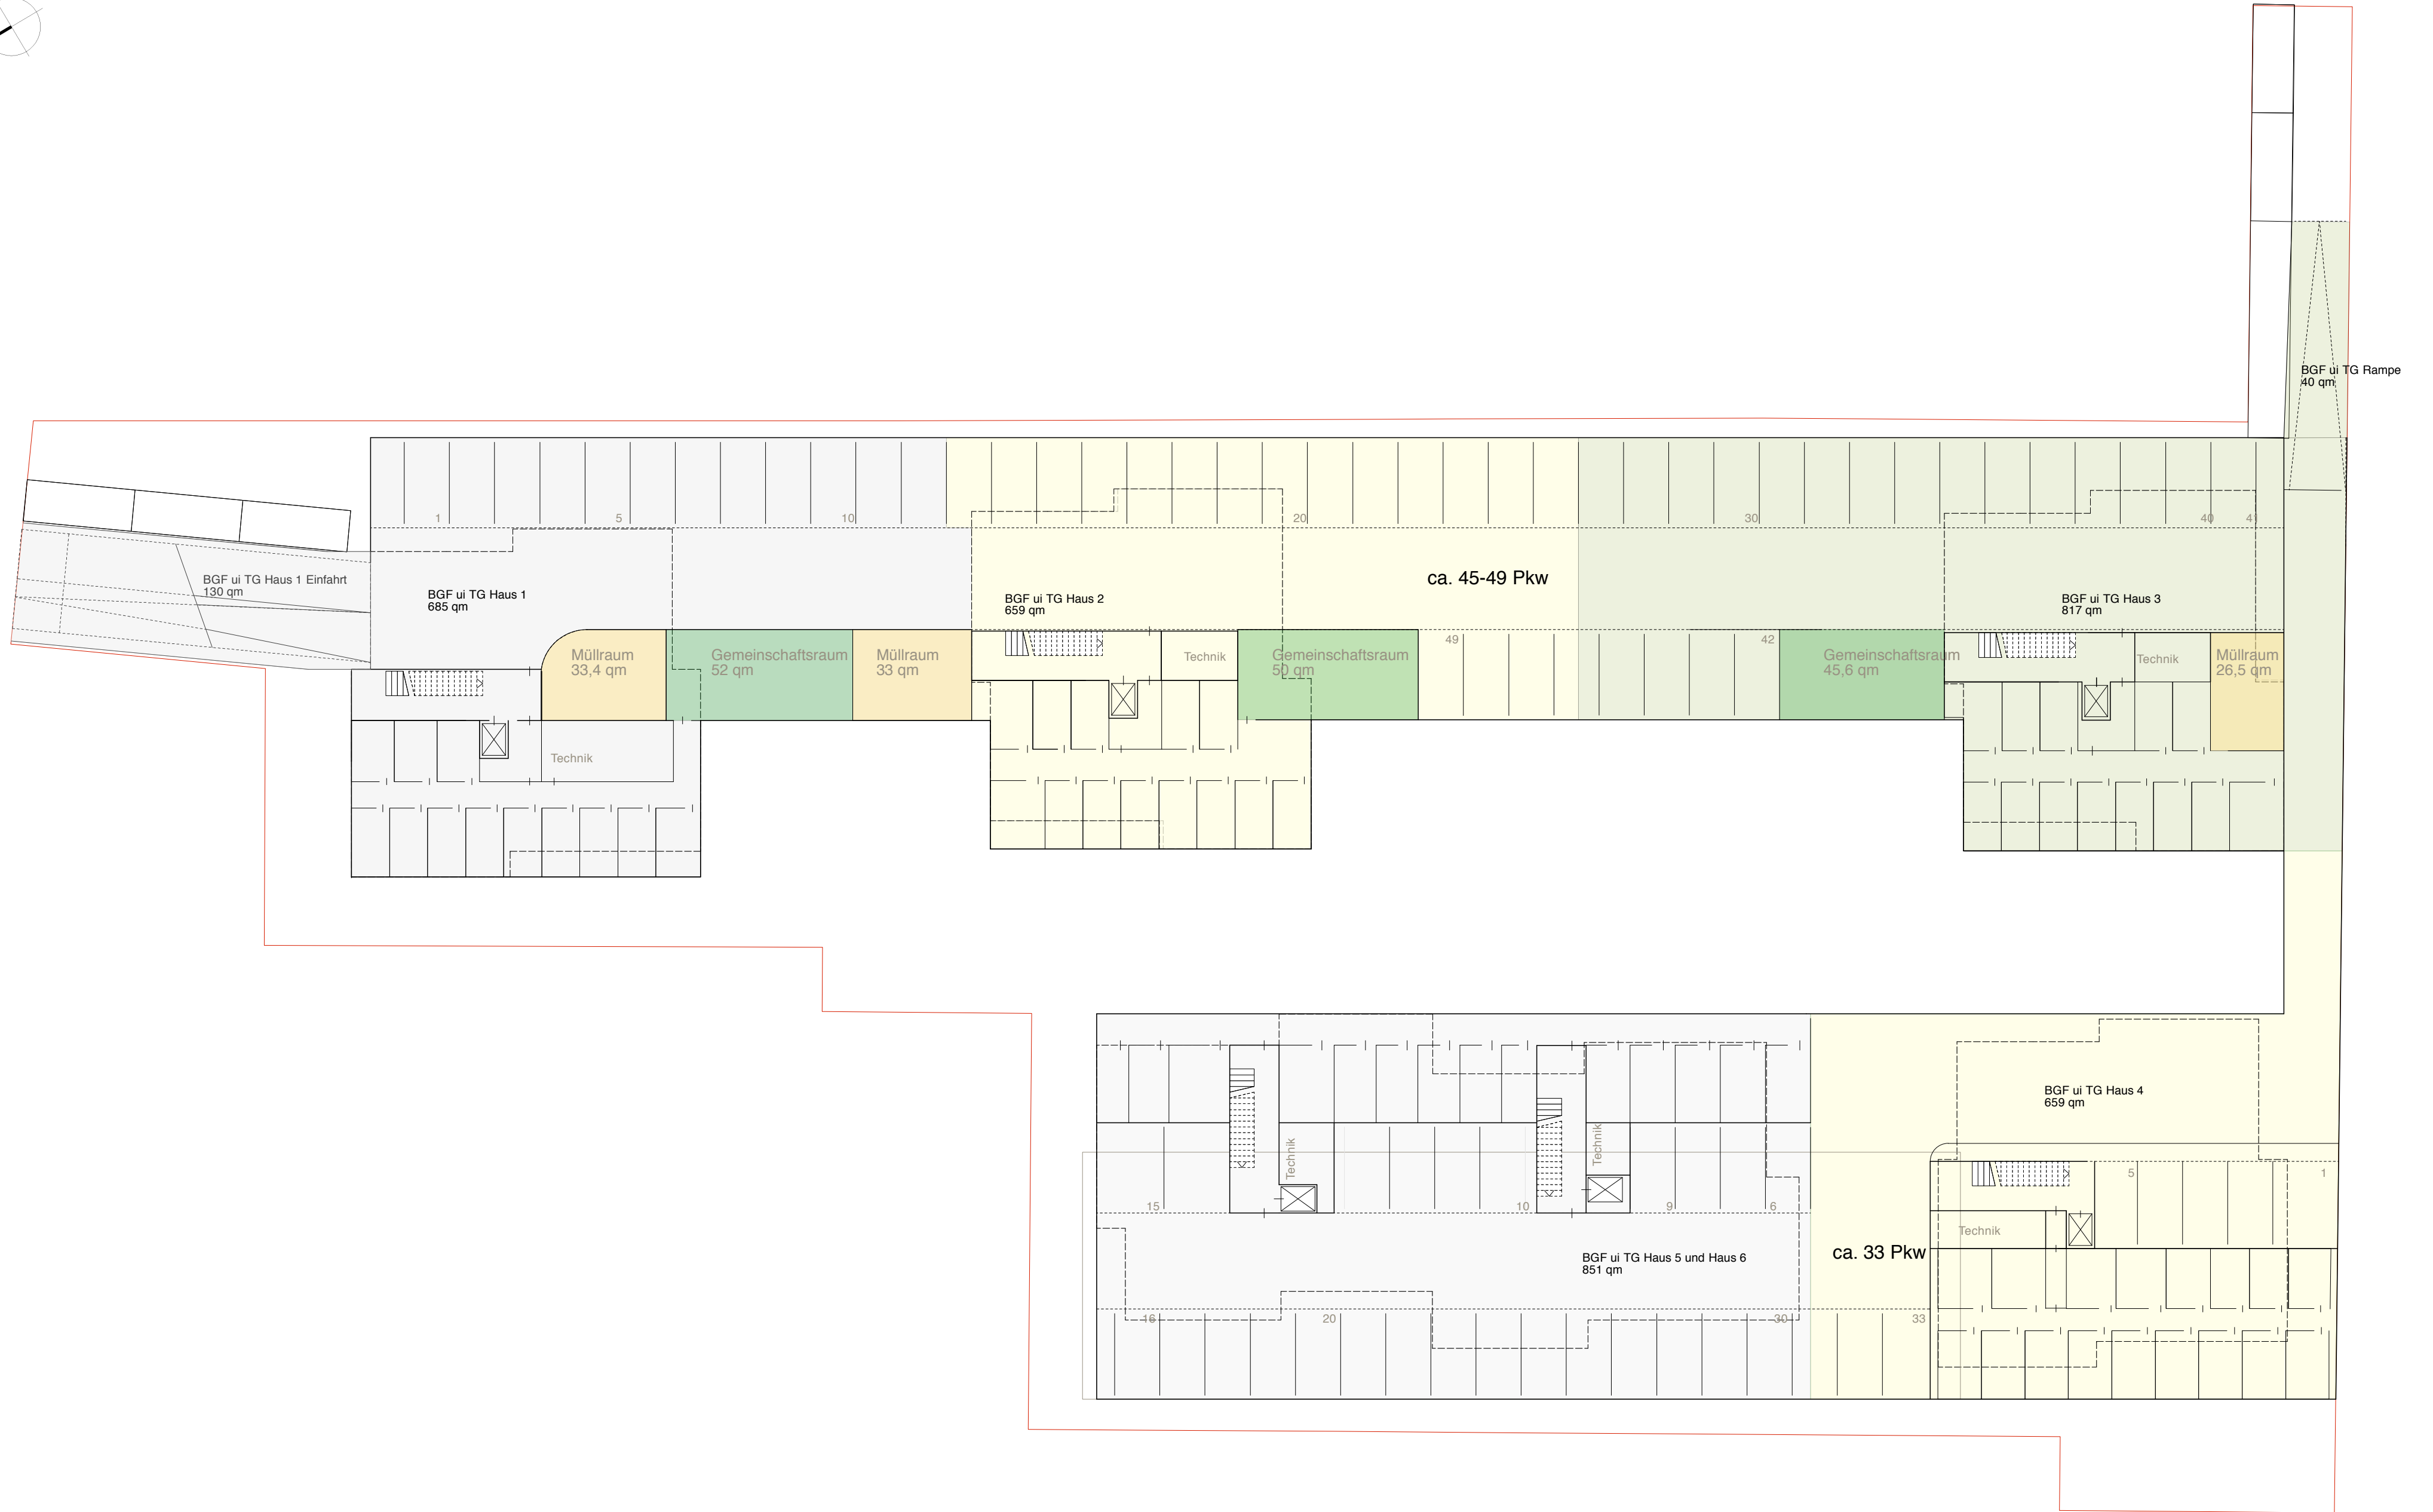 BGF ui TG Rampe
40 qm
1
5
10
20
30
40
41
BGF ui TG Haus 1 Einfahrt
130 qm
BGF ui TG Haus 1
685 qm
BGF ui TG Haus 2
659 qm
ca. 45-49 Pkw
BGF ui TG Haus 3
817 qm
Müllraum
33,4 qm
Gemeinschaftsraum
52 qm
Müllraum
33 qm
Technik
Gemeinschaftsraum
50 qm
49
42
Gemeinschaftsraum
45,6 qm
Technik
Müllraum
26,5 qm
Technik
BGF ui TG Haus 4
659 qm
Technik
Technik
5
1
15
10
9
6
Technik
BGF ui TG Haus 5 und Haus 6
851 qm
ca. 33 Pkw
16
20
30
33